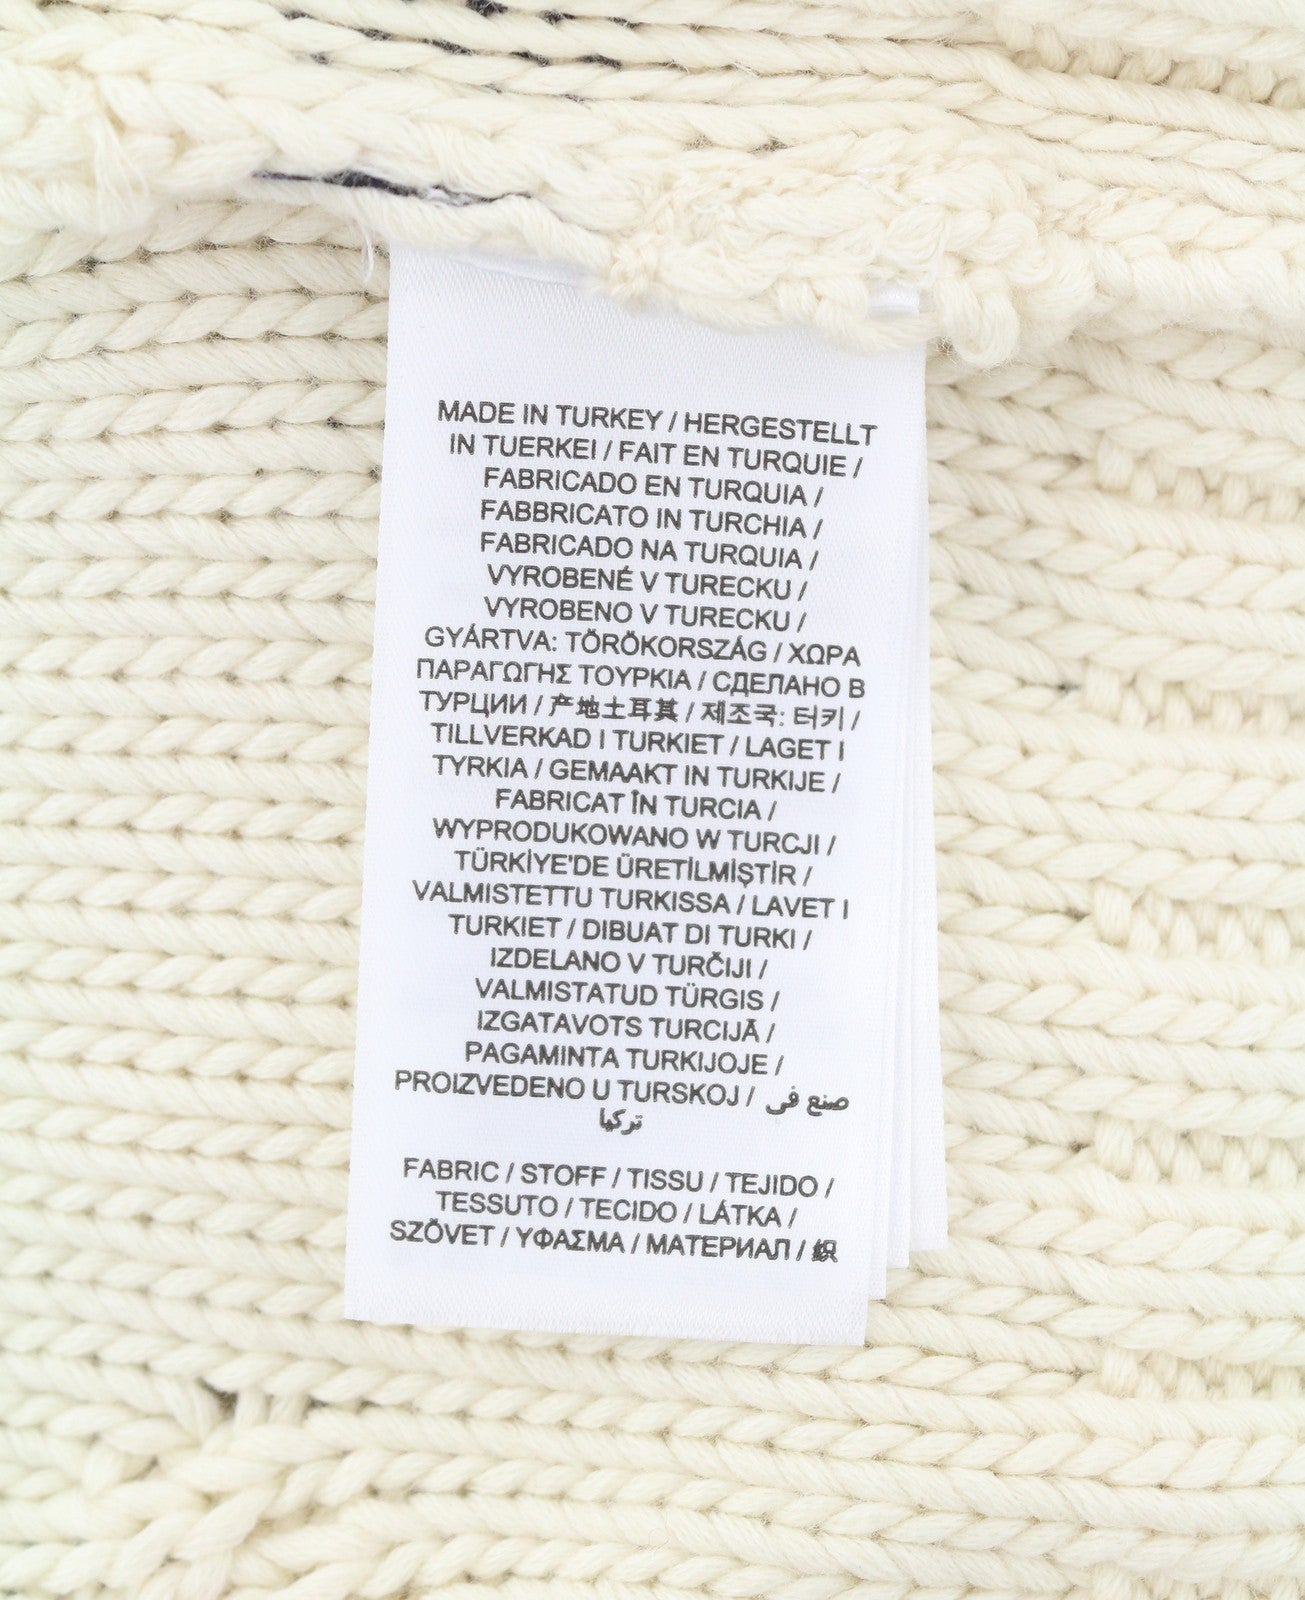 MADE IN TURKEY / HERGESTELLT
IN TUERKEI / FAIT EN TURQUIE /
FABRICADO EN TURQUIA /
FABBRICATO IN TURCHIA /
FABRICADO NA TURQUIA /
VYROBENÉ V TURECKU /
VYROBENO V TURECKU /
GYÁRTVA: TÖRÖKORSZÁG / ΧΩΡΑ
ΠΑΡΑΓΩΓΗΣ ΤΟΥΡΚΙΑ / СДЕЛАНО В
ТУРЦИИ / 产地土耳其 / 제조국: 터키 /
TILLVERKAD I TURKIET / LAGET I
TYRKIA / GEMAAKT IN TURKIJE /
FABRICAT ÎN TURCIA /
WYPRODUKOWANO W TURCJI /
TÜRKİYE'DE ÜRETİLMİŞTİR /
VALMISTETTU TURKISSA / LAVET I
TURKIET / DIBUAT DI TURKI /
IZDELANO V TURČIJI /
VALMISTATUD TÜRGIS /
IZGATAVOTS TURCIJĀ /
PAGAMINTA TURKIJOJE /
PROIZVEDENO U TURSKOJ / صنع في
تركيا
FABRIC / STOFF / TISSU / TEJIDO /
TESSUTO / TECIDO / LÁTKA /
SZÖVET / ΥΦΑΣΜΑ / МАТЕРИАЛ / 织